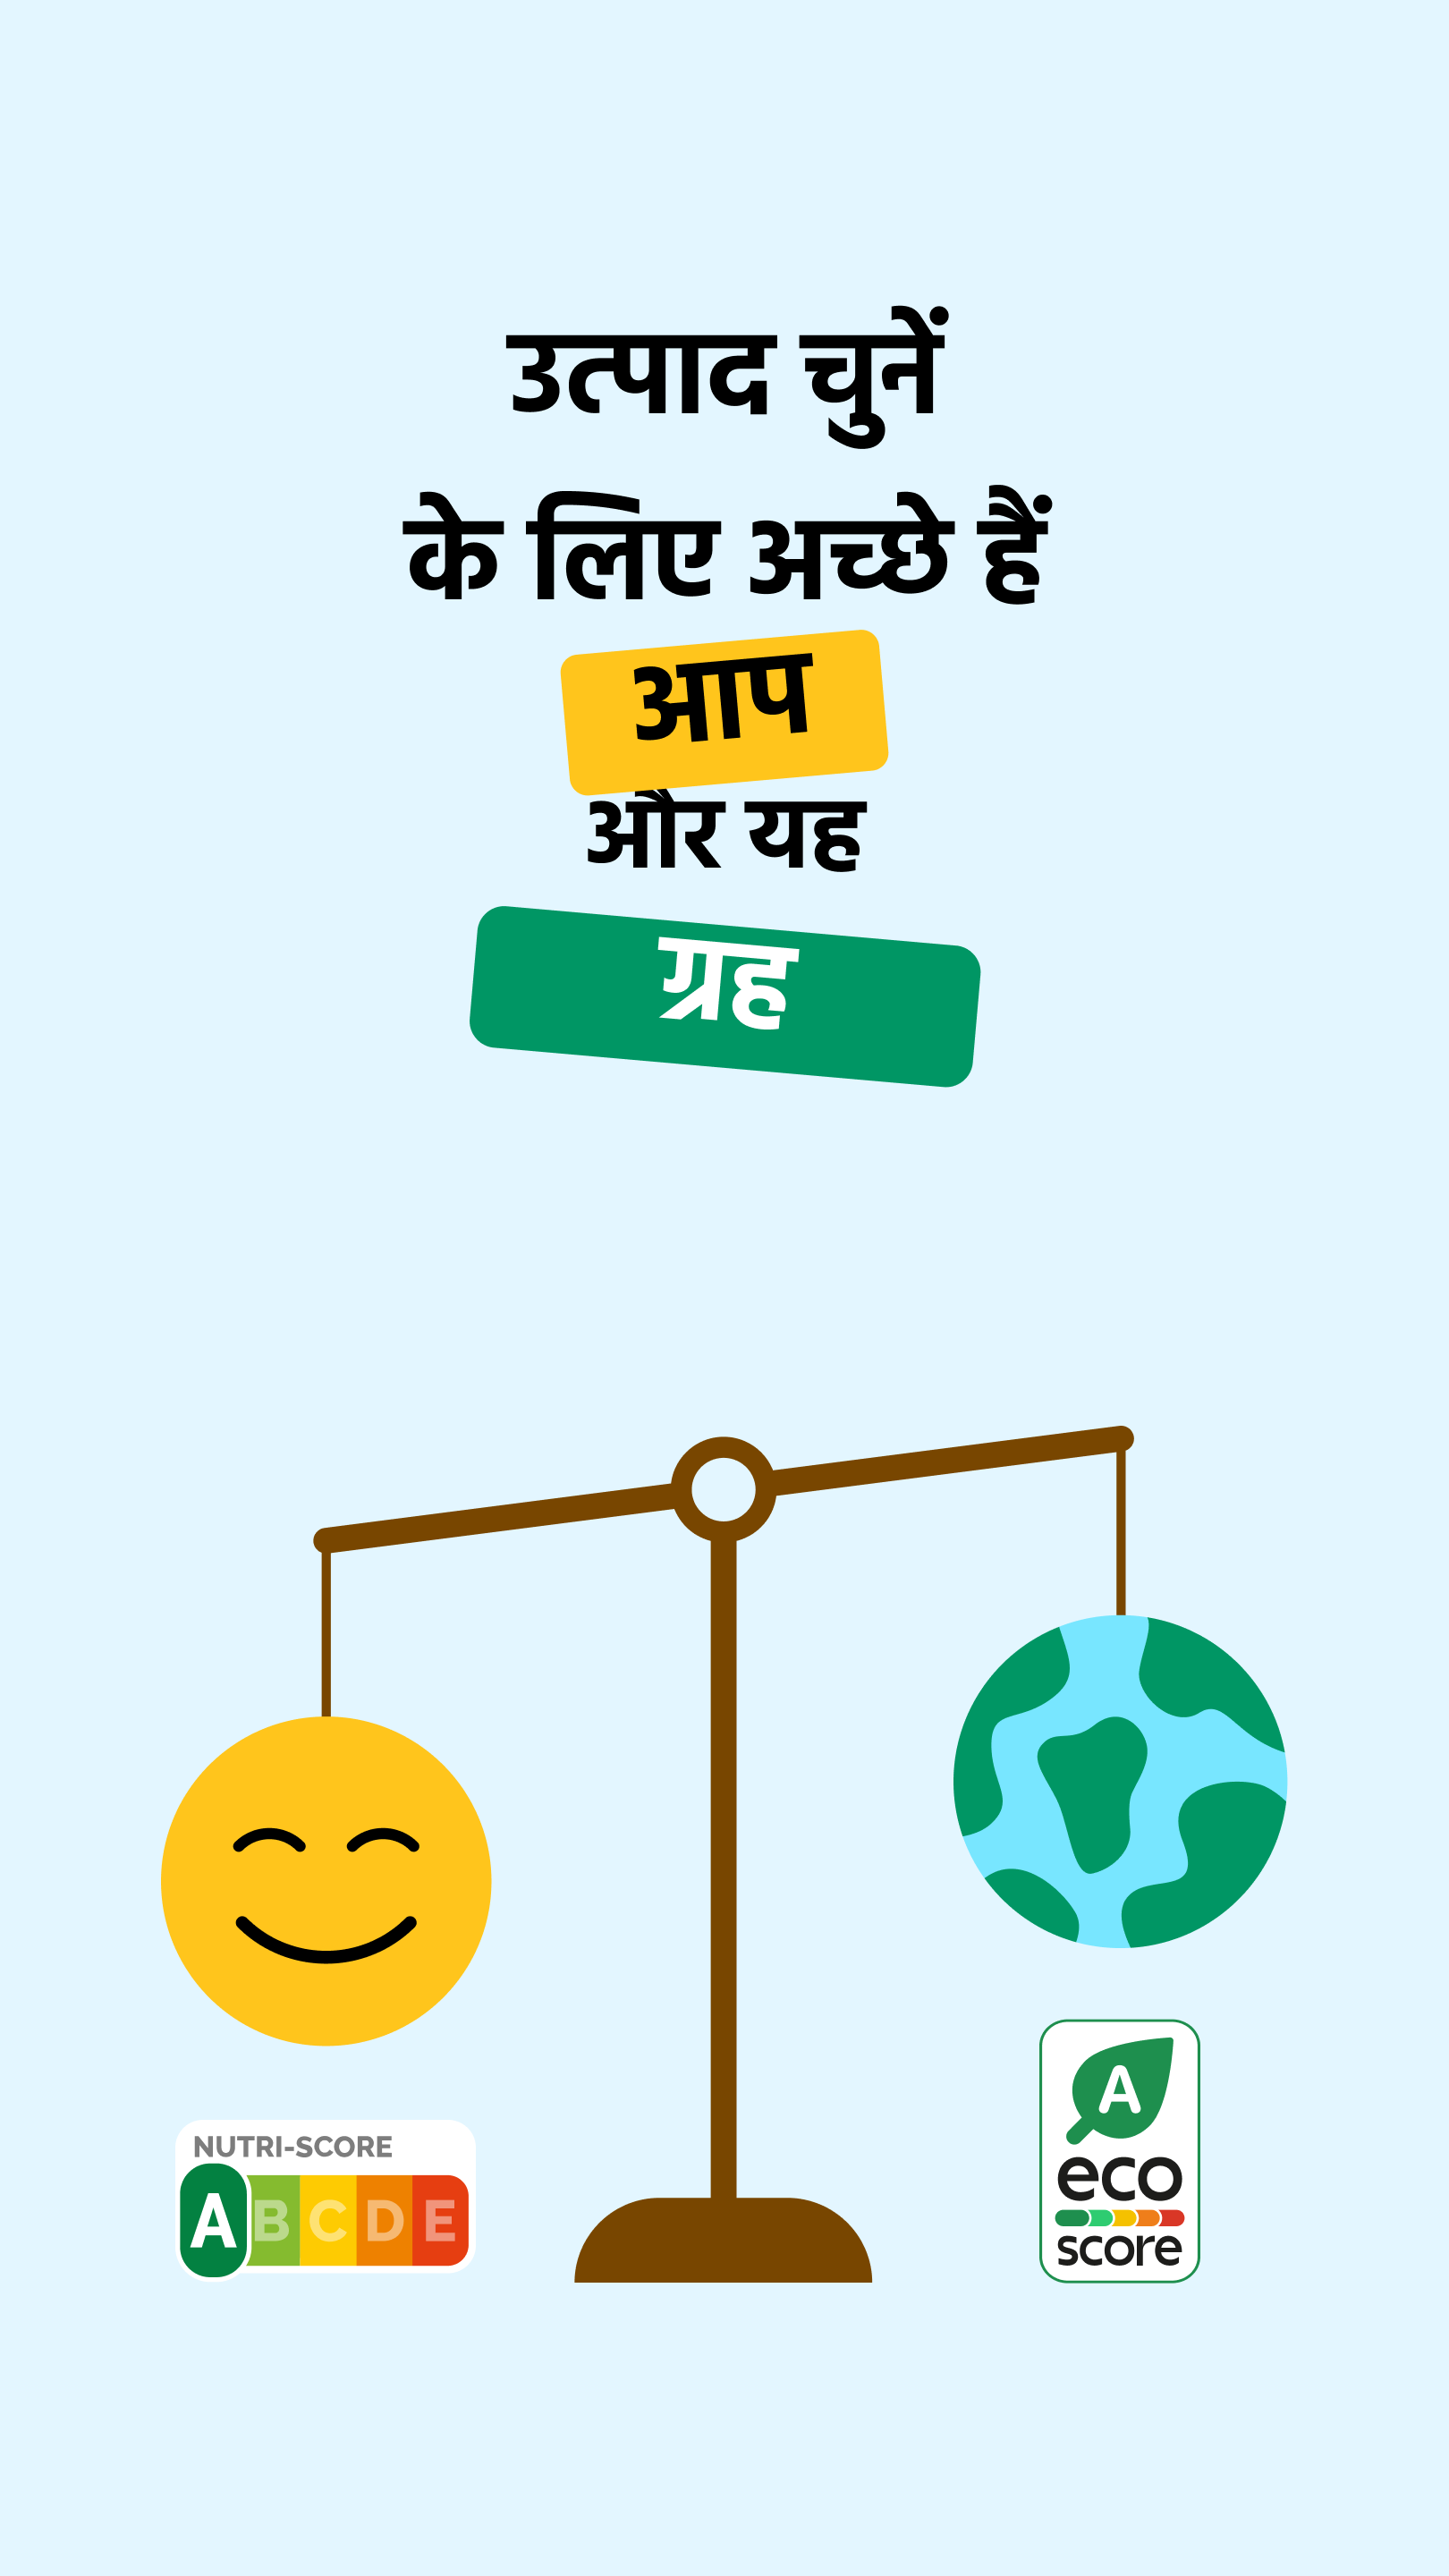 उत्पाद चुनें
के लिए अच्छे हैं
आप
और यह
ग्रह
NUTRI-SCORE
A B C D E
A
eco
score